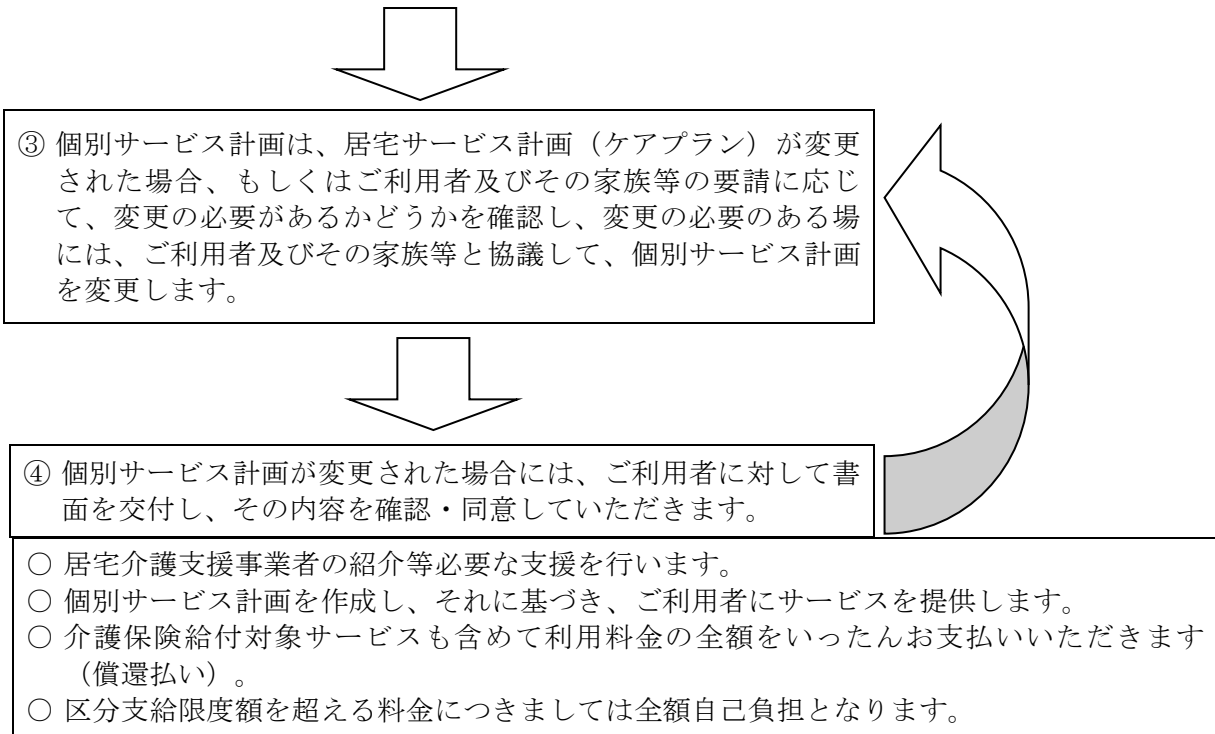 ③ 個別サービス計画は、居宅サービス計画（ケアプラン）が変更
された場合、もしくはご利用者及びその家族等の要請に応じ
て、変更の必要があるかどうかを確認し、変更の必要のある場
には、ご利用者及びその家族等と協議して、個別サービス計画
を変更します。
④ 個別サービス計画が変更された場合には、ご利用者に対して書
面を交付し、その内容を確認・同意していただきます。
○ 居宅介護支援事業者の紹介等必要な支援を行います。
○ 個別サービス計画を作成し、それに基づき、ご利用者にサービスを提供します。
○ 介護保険給付対象サービスも含めて利用料金の全額をいったんお支払いいただきます
（償還払い）。
○ 区分支給限度額を超える料金につきましては全額自己負担となります。